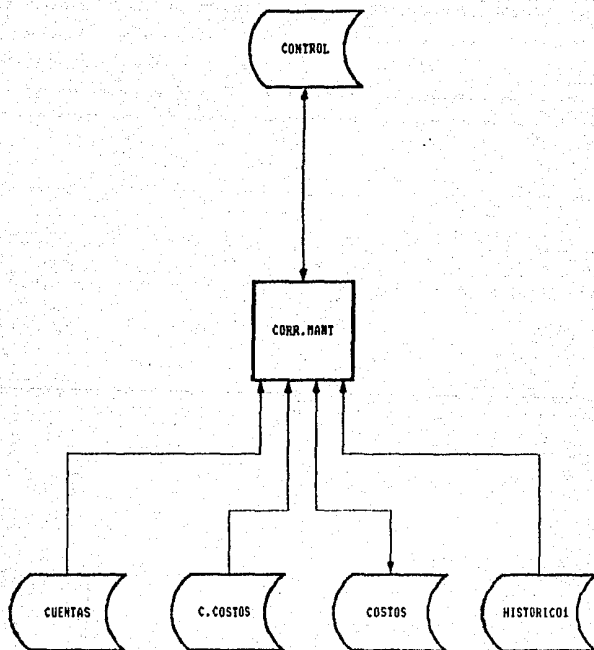 CONTROL
CORR.MANT
CUENTAS
C.COSTOS
COSTOS
HISTORICO1